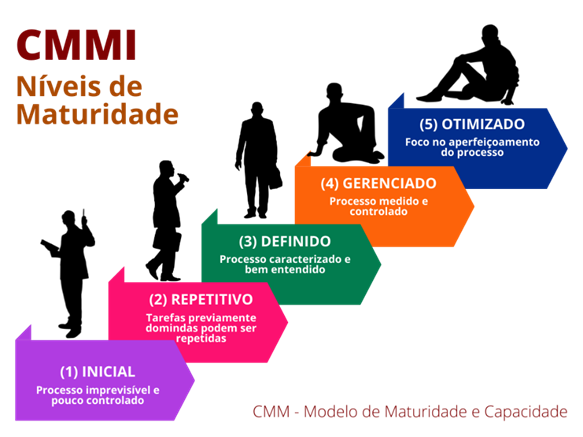 CMMI
Níveis de
Maturidade
(5) OTIMIZADO
Foco no aperfeiçoamento
do processo
(4) GERENCIADO
Processo medido e
controlado
(3) DEFINIDO
Processo caracterizado e
bem entendido
(2) REPETITIVO
Tarefas previamente
domindas podem ser
repetidas
(1) INICIAL
Processo imprevisível e
pouco controlado
CMM - Modelo de Maturidade e Capacidade